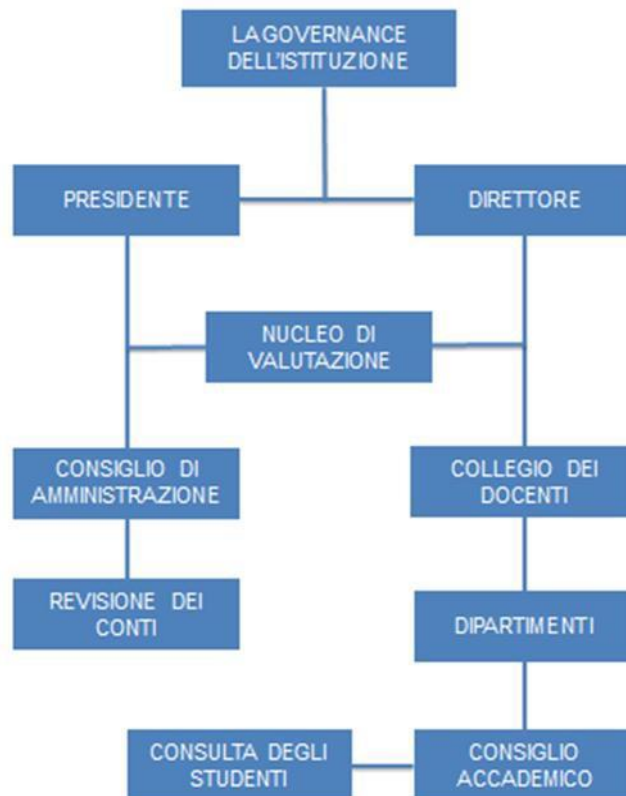 LA GOVERNANCE
DELL'ISTITUZIONE
PRESIDENTE
DIRETTORE
NUCLEO DI
VALUTAZIONE
CONSIGLIO DI
AMMINISTRAZIONE
COLLEGIO DEI
DOCENTI
REVISIONE DEI
CONTI
DIPARTIMENTI
CONSULTA DEGLI
STUDENTI
CONSIGLIO
ACCADEMICO